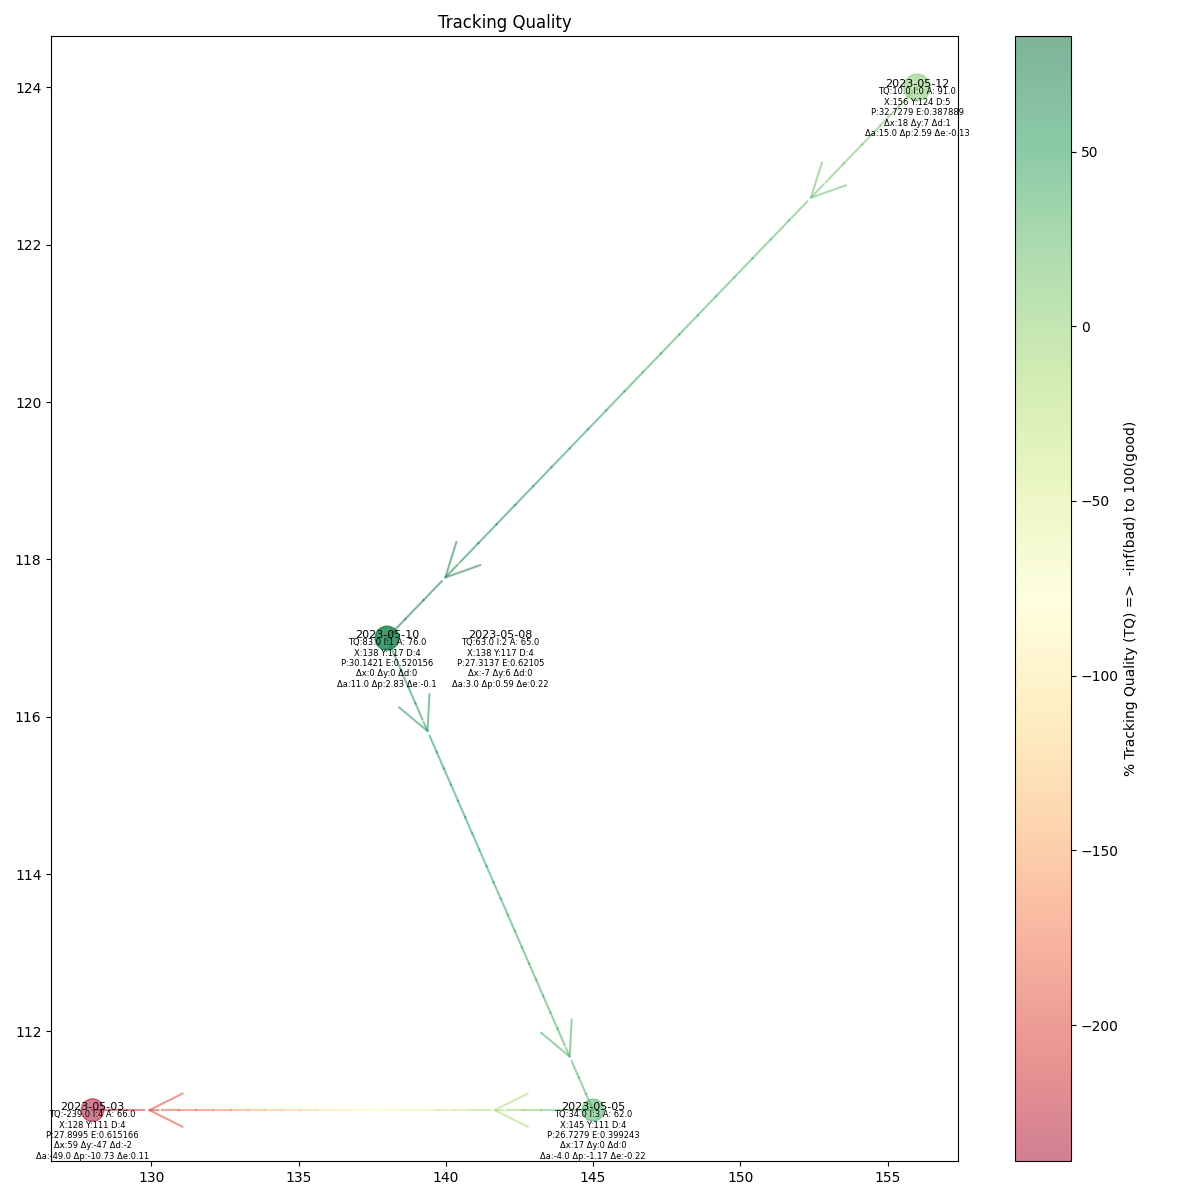 Tracking Quality
124
122
120
118
116
114
112
130
135
140
145
150
155
2023-05-12
TQ:10.0 I:0 A: 91.0
X:156 Y:124 D:5
P:32.7279 E:0.387889
Δx:18 Δy:7 Δd:1
Δa:15.0 Δp:2.59 Δe:-0.13
2023-05-10
TQ:83.0 I:1 A: 76.0
X:138 Y:117 D:4
P:30.1421 E:0.520156
Δx:0 Δy:0 Δd:0
Δa:11.0 Δp:2.83 Δe:-0.1
2023-05-08
TQ:63.0 I:2 A: 65.0
X:138 Y:117 D:4
P:27.3137 E:0.62105
Δx:-7 Δy:6 Δd:0
Δa:3.0 Δp:0.59 Δe:0.22
2023-05-05
TQ:34.0 I:3 A: 62.0
X:145 Y:111 D:4
P:26.7279 E:0.399243
Δx:17 Δy:0 Δd:0
Δa:-4.0 Δp:-1.17 Δe:-0.22
2023-05-03
TQ:-239.0 I:4 A: 66.0
X:128 Y:111 D:4
P:27.8995 E:0.615166
Δx:59 Δy:-47 Δd:-2
Δa:-49.0 Δp:-10.73 Δe:0.11
50
0
−50
−100
−150
−200
% Tracking Quality (TQ) => -inf(bad) to 100(good)